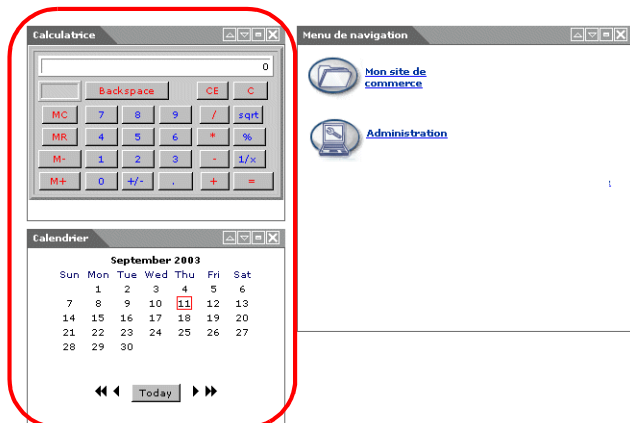 Calculatrice
0
Backspace CE C
MC 7 8 9 / sqrt
MR 4 5 6 * %
M- 1 2 3 - 1/x
M+ 0 +/- . + =
Calendrier
September 2003
Sun Mon Tue Wed Thu Fri Sat
1 2 3 4 5 6
7 8 9 10 11 12 13
14 15 16 17 18 19 20
21 22 23 24 25 26 27
28 29 30
Today
Menu de navigation
Mon site de
commerce
Administration